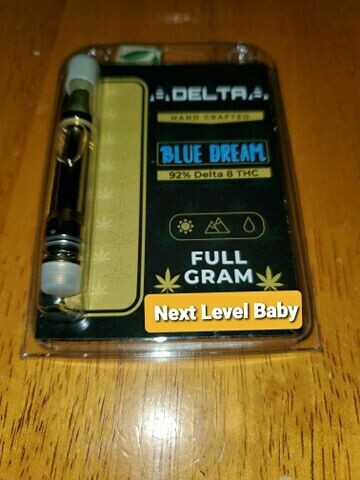 DELTA
HAND CRAFTED
BLUE DREAM
92% Delta 8 THC
FULL
GRAM
Next Level Baby